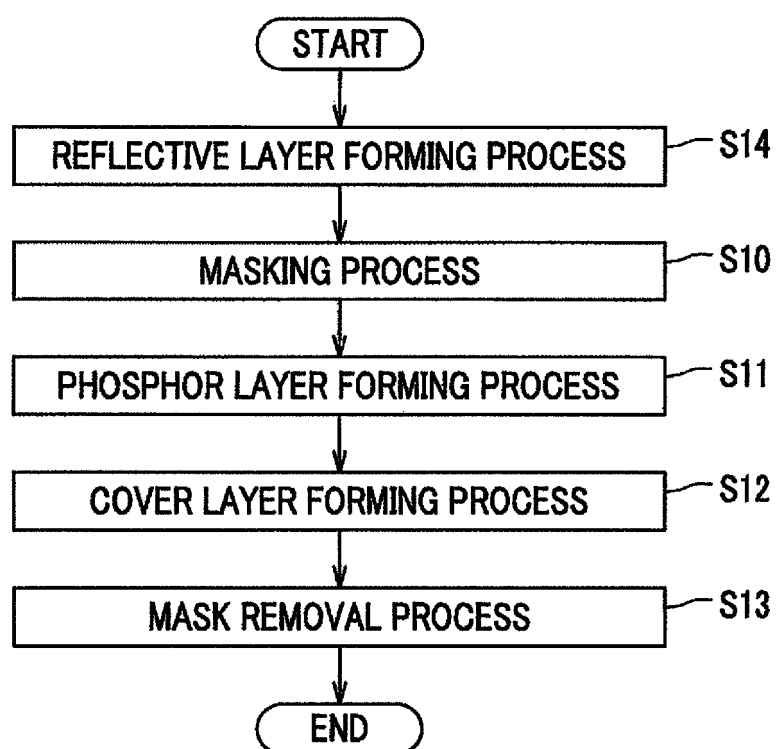 START
REFLECTIVE LAYER FORMING PROCESS S14
MASKING PROCESS S10
PHOSPHOR LAYER FORMING PROCESS S11
COVER LAYER FORMING PROCESS S12
MASK REMOVAL PROCESS S13
END